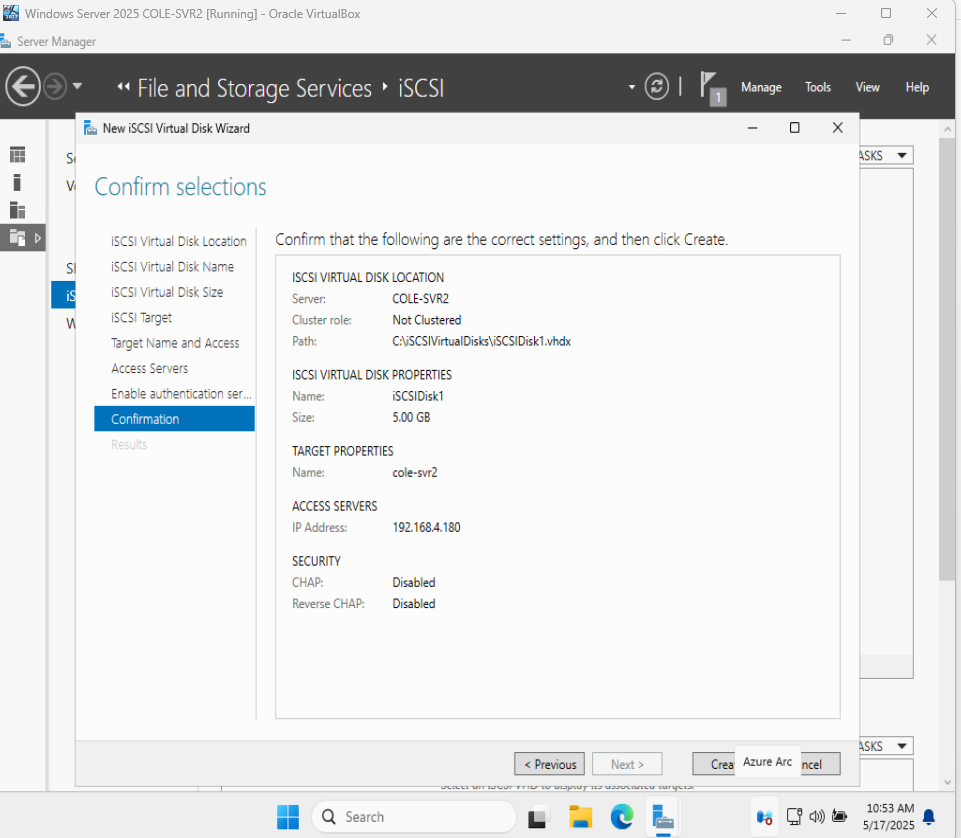 Windows Server 2025 COLE-SVR2 [Running] - Oracle VirtualBox
Server Manager
File and Storage Services iSCSI
1 Manage Tools View Help
New iSCSI Virtual Disk Wizard
Confirm selections
iSCSI Virtual Disk Location
iSCSI Virtual Disk Name
iSCSI Virtual Disk Size
iSCSI Target
Target Name and Access
Access Servers
Enable authentication ser...
Confirmation
Results
Confirm that the following are the correct settings, and then click Create.
ISCSI VIRTUAL DISK LOCATION
Server: COLE-SVR2
Cluster role: Not Clustered
Path: C:\iSCSIVirtualDisks\iSCSIDisk1.vhdx
ISCSI VIRTUAL DISK PROPERTIES
Name: iSCSIDisk1
Size: 5.00 GB
TARGET PROPERTIES
Name: cole-svr2
ACCESS SERVERS
IP Address: 192.168.4.180
SECURITY
CHAP: Disabled
Reverse CHAP: Disabled
< Previous Next > Crea Azure Arc ncel
ASKS
ASKS
Select an iSCSI VHD to display its associated targets.
Search
10:53 AM
5/17/2025